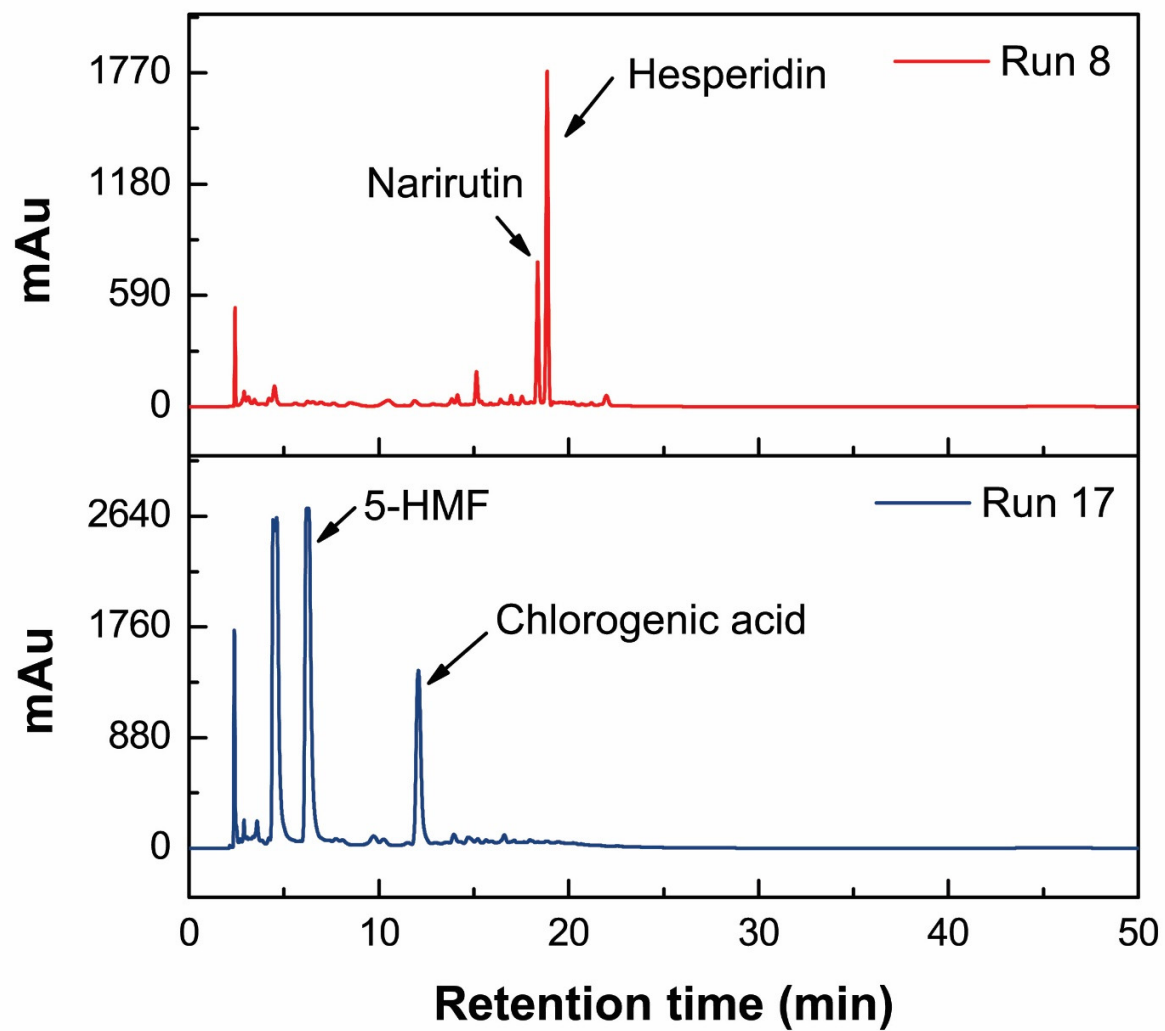 1770
1180
590
0
mAu
Hesperidin
Narirutin
Run 8
2640
1760
880
0
mAu
5-HMF
Chlorogenic acid
Run 17
0 10 20 30 40 50
Retention time (min)